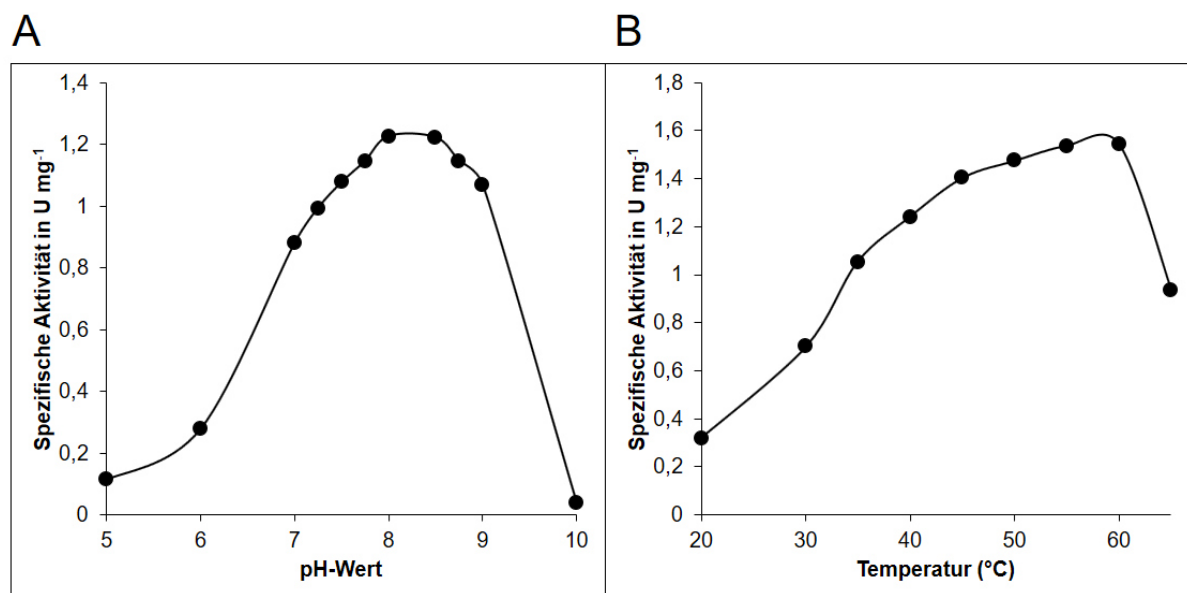 A
B
Spezifische Aktivität in U mg⁻¹
1,4
1,2
1
0,8
0,6
0,4
0,2
0
5 6 7 8 9 10
pH-Wert
Spezifische Aktivität in U mg⁻¹
1,8
1,6
1,4
1,2
1
0,8
0,6
0,4
0,2
0
20 30 40 50 60
Temperatur (°C)